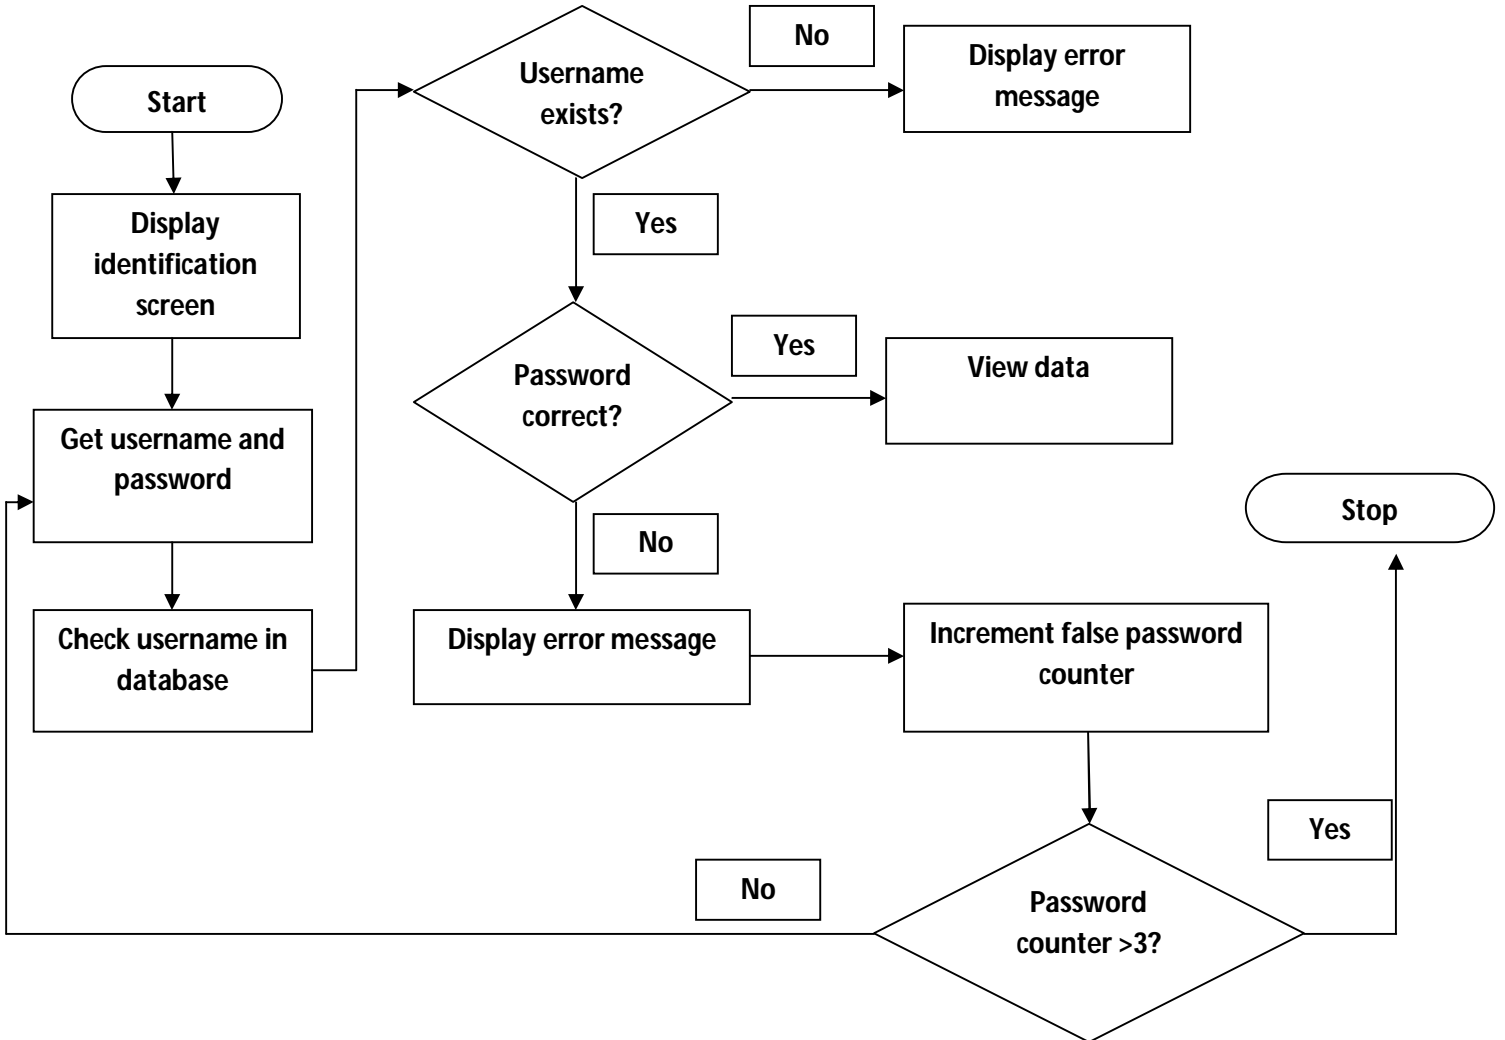 Start
Display
identification
screen
Get username and
password
Check username in
database
Username
exists?
No
Display error
message
Yes
Password
correct?
Yes
View data
No
Display error message
Increment false password
counter
Password
counter >3?
No
Yes
Stop